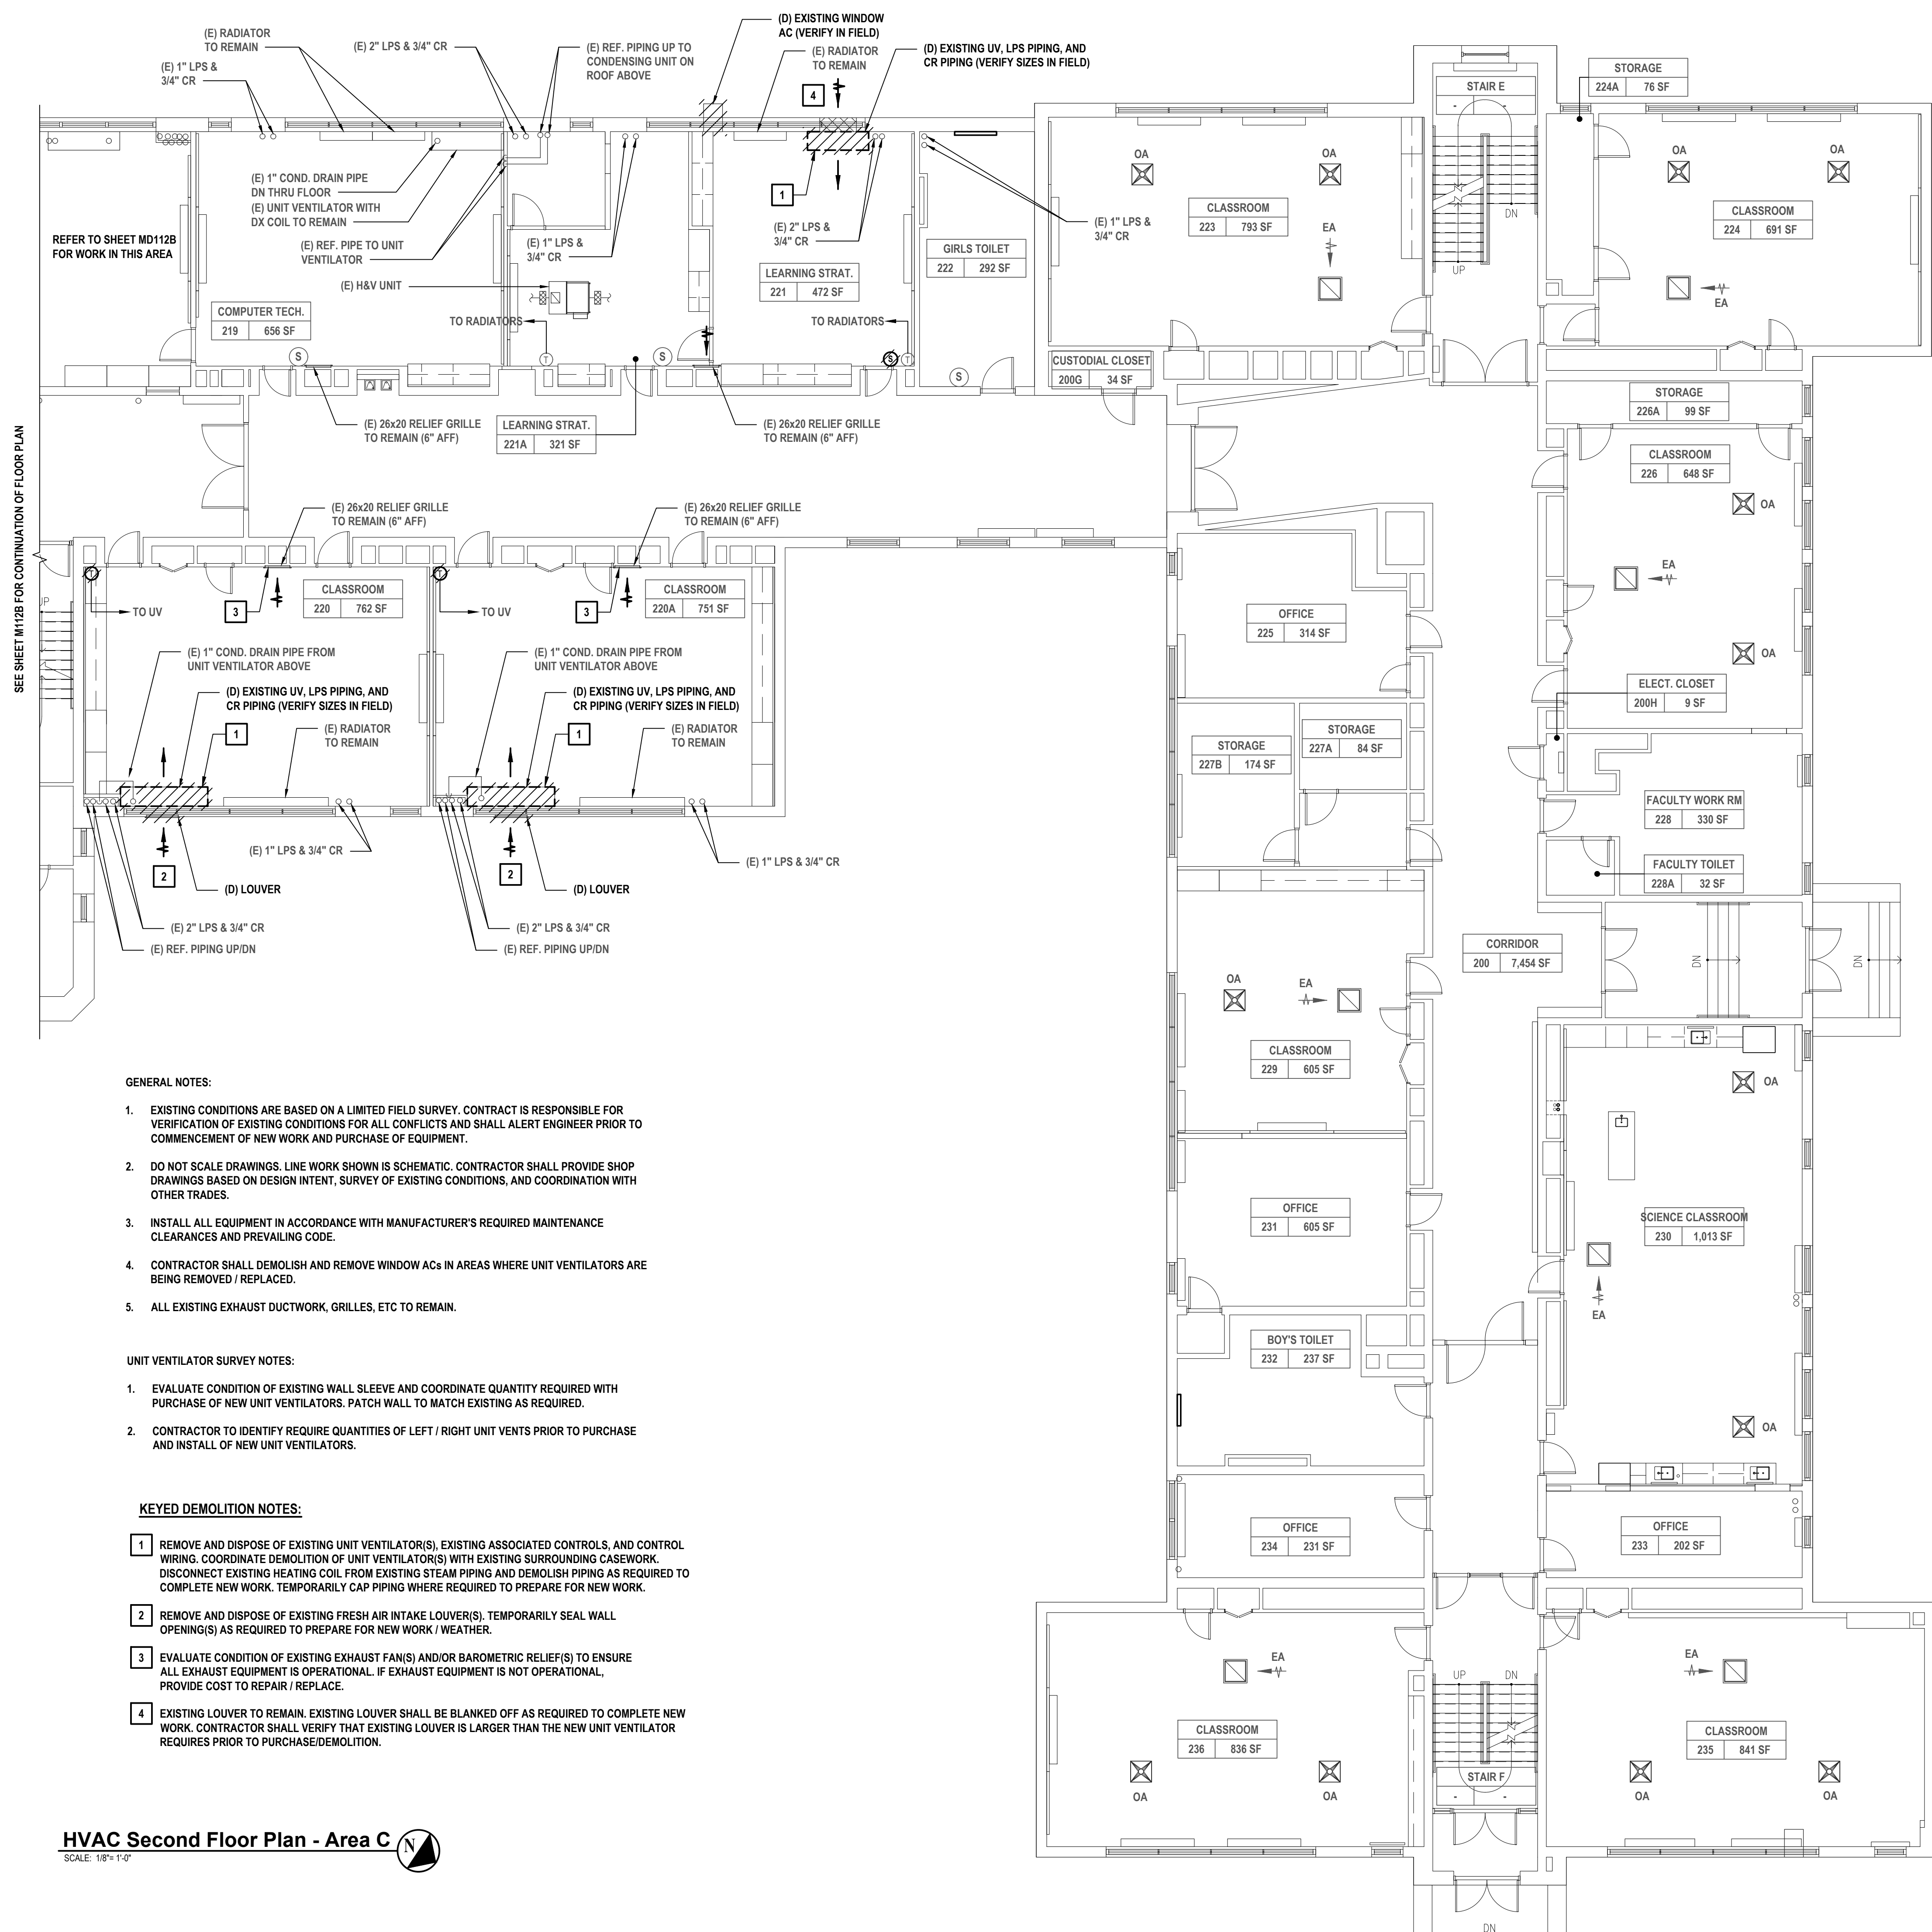 (D) EXISTING WINDOW
AC (VERIFY IN FIELD)
(E) RADIATOR
TO REMAIN
(E) 2" LPS & 3/4" CR
(E) REF. PIPING UP TO
CONDENSING UNIT ON
ROOF ABOVE
(E) RADIATOR
TO REMAIN
(D) EXISTING UV, LPS PIPING, AND
CR PIPING (VERIFY SIZES IN FIELD)
(E) 1" LPS &
3/4" CR
4
STAIR E
- -
STORAGE
224A 76 SF
OA
OA
OA
OA
(E) 1" COND. DRAIN PIPE
DN THRU FLOOR
(E) UNIT VENTILATOR WITH
DX COIL TO REMAIN
1
REFER TO SHEET MD112B
FOR WORK IN THIS AREA
(E) REF. PIPE TO UNIT
VENTILATOR
(E) 1" LPS &
3/4" CR
(E) 2" LPS &
3/4" CR
(E) 1" LPS &
3/4" CR
CLASSROOM
223 793 SF
EA
DN
UP
CLASSROOM
224 691 SF
EA
GIRLS TOILET
222 292 SF
LEARNING STRAT.
221 472 SF
(E) H&V UNIT
COMPUTER TECH.
219 656 SF
TO RADIATORS
TO RADIATORS
S
T
S
S
T
S
CUSTODIAL CLOSET
200G 34 SF
STORAGE
226A 99 SF
(E) 26x20 RELIEF GRILLE
TO REMAIN (6" AFF)
LEARNING STRAT.
221A 321 SF
(E) 26x20 RELIEF GRILLE
TO REMAIN (6" AFF)
CLASSROOM
226 648 SF
OA
EA
OA
SEE SHEET M112B FOR CONTINUATION OF FLOOR PLAN
(E) 26x20 RELIEF GRILLE
TO REMAIN (6" AFF)
(E) 26x20 RELIEF GRILLE
TO REMAIN (6" AFF)
UP
T
TO UV
3
CLASSROOM
220 762 SF
T
TO UV
3
CLASSROOM
220A 751 SF
OFFICE
225 314 SF
(E) 1" COND. DRAIN PIPE FROM
UNIT VENTILATOR ABOVE
(E) 1" COND. DRAIN PIPE FROM
UNIT VENTILATOR ABOVE
(D) EXISTING UV, LPS PIPING, AND
CR PIPING (VERIFY SIZES IN FIELD)
(D) EXISTING UV, LPS PIPING, AND
CR PIPING (VERIFY SIZES IN FIELD)
1
(E) RADIATOR
TO REMAIN
1
(E) RADIATOR
TO REMAIN
ELECT. CLOSET
200H 9 SF
STORAGE
227B 174 SF
STORAGE
227A 84 SF
FACULTY WORK RM
228 330 SF
FACULTY TOILET
228A 32 SF
(E) 1" LPS & 3/4" CR
(E) 1" LPS & 3/4" CR
2
(D) LOUVER
2
(D) LOUVER
(E) 2" LPS & 3/4" CR
(E) REF. PIPING UP/DN
(E) 2" LPS & 3/4" CR
(E) REF. PIPING UP/DN
CORRIDOR
200 7,454 SF
DN
DN
OA
EA
CLASSROOM
229 605 SF
OA
OFFICE
231 605 SF
SCIENCE CLASSROOM
230 1,013 SF
EA
BOY'S TOILET
232 237 SF
OA
OFFICE
234 231 SF
OFFICE
233 202 SF
EA
UP DN
EA
CLASSROOM
236 836 SF
CLASSROOM
235 841 SF
STAIR F
- -
OA
OA
OA
OA
DN
GENERAL NOTES:
1. EXISTING CONDITIONS ARE BASED ON A LIMITED FIELD SURVEY. CONTRACT IS RESPONSIBLE FOR
VERIFICATION OF EXISTING CONDITIONS FOR ALL CONFLICTS AND SHALL ALERT ENGINEER PRIOR TO
COMMENCEMENT OF NEW WORK AND PURCHASE OF EQUIPMENT.
2. DO NOT SCALE DRAWINGS. LINE WORK SHOWN IS SCHEMATIC. CONTRACTOR SHALL PROVIDE SHOP
DRAWINGS BASED ON DESIGN INTENT, SURVEY OF EXISTING CONDITIONS, AND COORDINATION WITH
OTHER TRADES.
3. INSTALL ALL EQUIPMENT IN ACCORDANCE WITH MANUFACTURER'S REQUIRED MAINTENANCE
CLEARANCES AND PREVAILING CODE.
4. CONTRACTOR SHALL DEMOLISH AND REMOVE WINDOW ACs IN AREAS WHERE UNIT VENTILATORS ARE
BEING REMOVED / REPLACED.
5. ALL EXISTING EXHAUST DUCTWORK, GRILLES, ETC TO REMAIN.
UNIT VENTILATOR SURVEY NOTES:
1. EVALUATE CONDITION OF EXISTING WALL SLEEVE AND COORDINATE QUANTITY REQUIRED WITH
PURCHASE OF NEW UNIT VENTILATORS. PATCH WALL TO MATCH EXISTING AS REQUIRED.
2. CONTRACTOR TO IDENTIFY REQUIRE QUANTITIES OF LEFT / RIGHT UNIT VENTS PRIOR TO PURCHASE
AND INSTALL OF NEW UNIT VENTILATORS.
KEYED DEMOLITION NOTES:
1 REMOVE AND DISPOSE OF EXISTING UNIT VENTILATOR(S), EXISTING ASSOCIATED CONTROLS, AND CONTROL
WIRING. COORDINATE DEMOLITION OF UNIT VENTILATOR(S) WITH EXISTING SURROUNDING CASEWORK.
DISCONNECT EXISTING HEATING COIL FROM EXISTING STEAM PIPING AND DEMOLISH PIPING AS REQUIRED TO
COMPLETE NEW WORK. TEMPORARILY CAP PIPING WHERE REQUIRED TO PREPARE FOR NEW WORK.
2 REMOVE AND DISPOSE OF EXISTING FRESH AIR INTAKE LOUVER(S). TEMPORARILY SEAL WALL
OPENING(S) AS REQUIRED TO PREPARE FOR NEW WORK / WEATHER.
3 EVALUATE CONDITION OF EXISTING EXHAUST FAN(S) AND/OR BAROMETRIC RELIEF(S) TO ENSURE
ALL EXHAUST EQUIPMENT IS OPERATIONAL. IF EXHAUST EQUIPMENT IS NOT OPERATIONAL,
PROVIDE COST TO REPAIR / REPLACE.
4 EXISTING LOUVER TO REMAIN. EXISTING LOUVER SHALL BE BLANKED OFF AS REQUIRED TO COMPLETE NEW
WORK. CONTRACTOR SHALL VERIFY THAT EXISTING LOUVER IS LARGER THAN THE NEW UNIT VENTILATOR
REQUIRES PRIOR TO PURCHASE/DEMOLITION.
HVAC Second Floor Plan - Area C
N
SCALE: 1/8"= 1'-0"